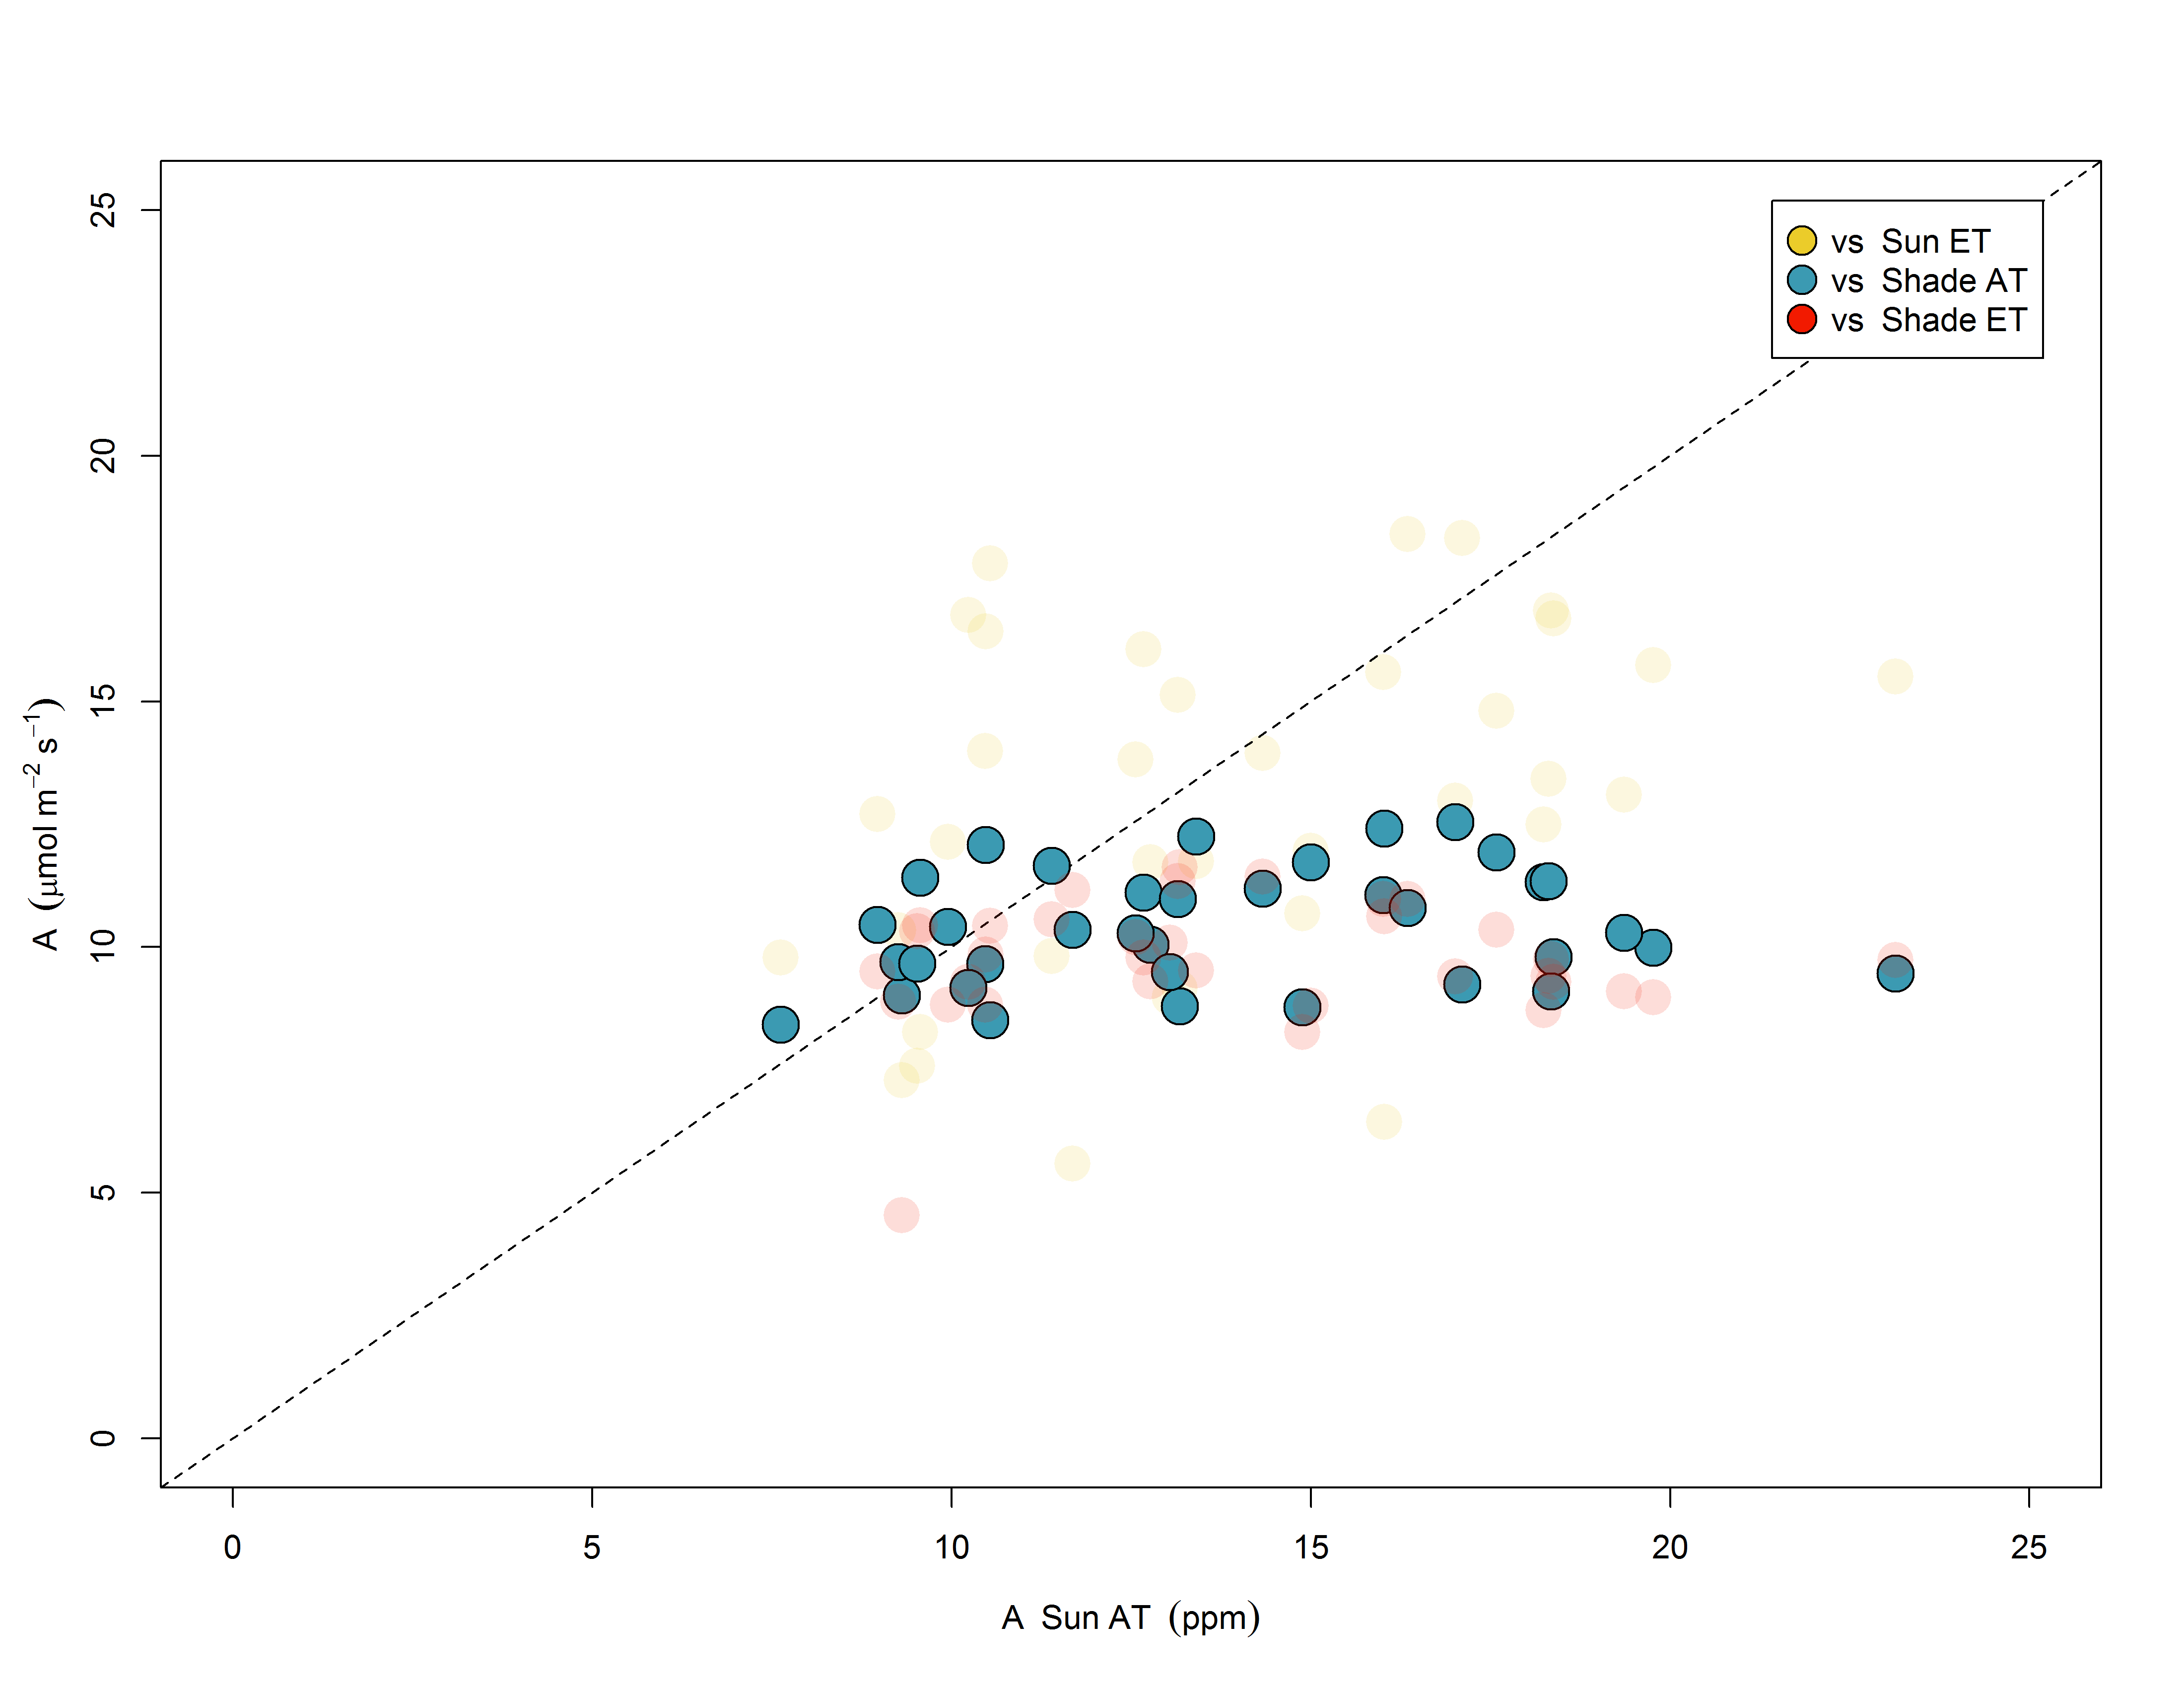 25
20
15
10
5
0
A (μmol m−2 s−1)
vs Sun ET
vs Shade AT
vs Shade ET
0 5 10 15 20 25
A Sun AT (ppm)